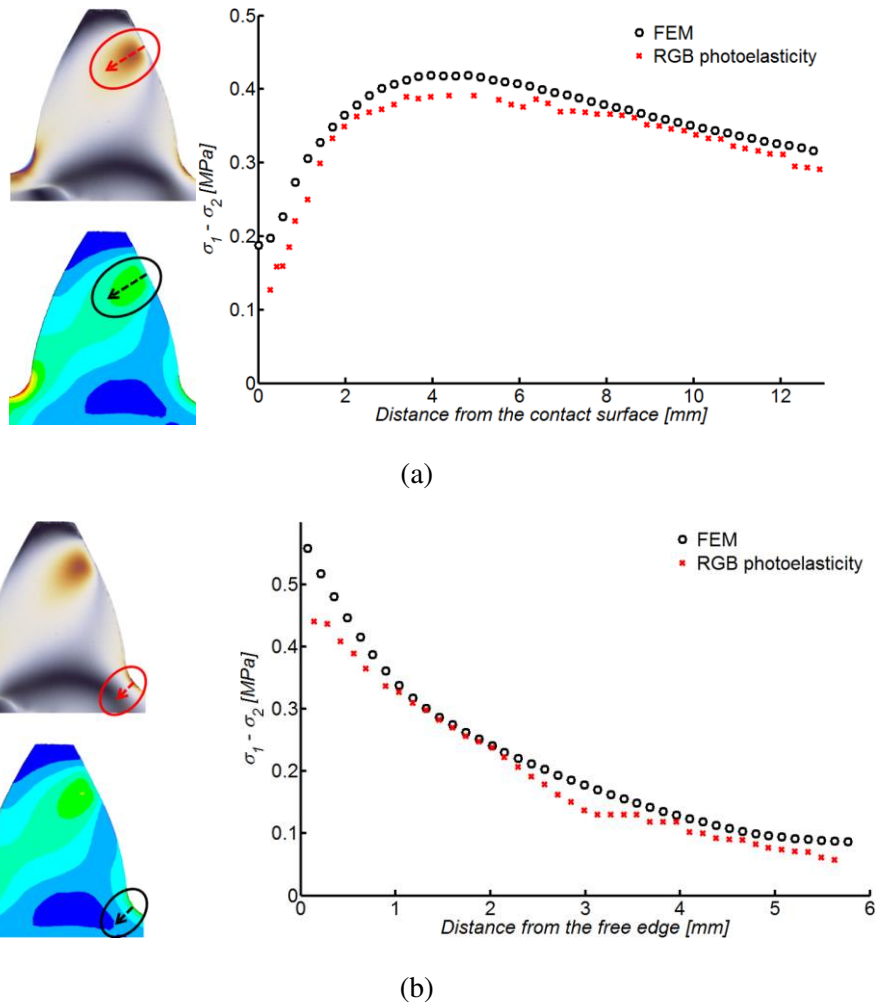 0.5
FEM
RGB photoelasticity
0.4
0.3
0.2
0.1
0
σ1 - σ2 [MPa]
0 2 4 6 8 10 12
Distance from the contact surface [mm]
(a)
FEM
RGB photoelasticity
0.5
0.4
0.3
0.2
0.1
0
σ1 - σ2 [MPa]
0 1 2 3 4 5 6
Distance from the free edge [mm]
(b)